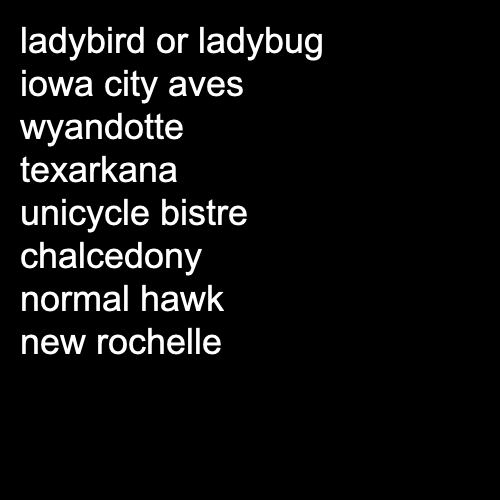 ladybird or ladybug
iowa city aves
wyandotte
texarkana
unicycle bistre
chalcedony
normal hawk
new rochelle